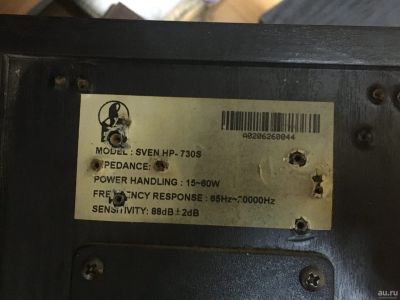 A0206260044
MODEL : SVEN HP- 730S
IMPEDANCE:
POWER HANDLING : 15~60W
FREQUENCY RESPONSE : 65Hz~20000Hz
SENSITIVITY: 88dB±2dB
au.ru